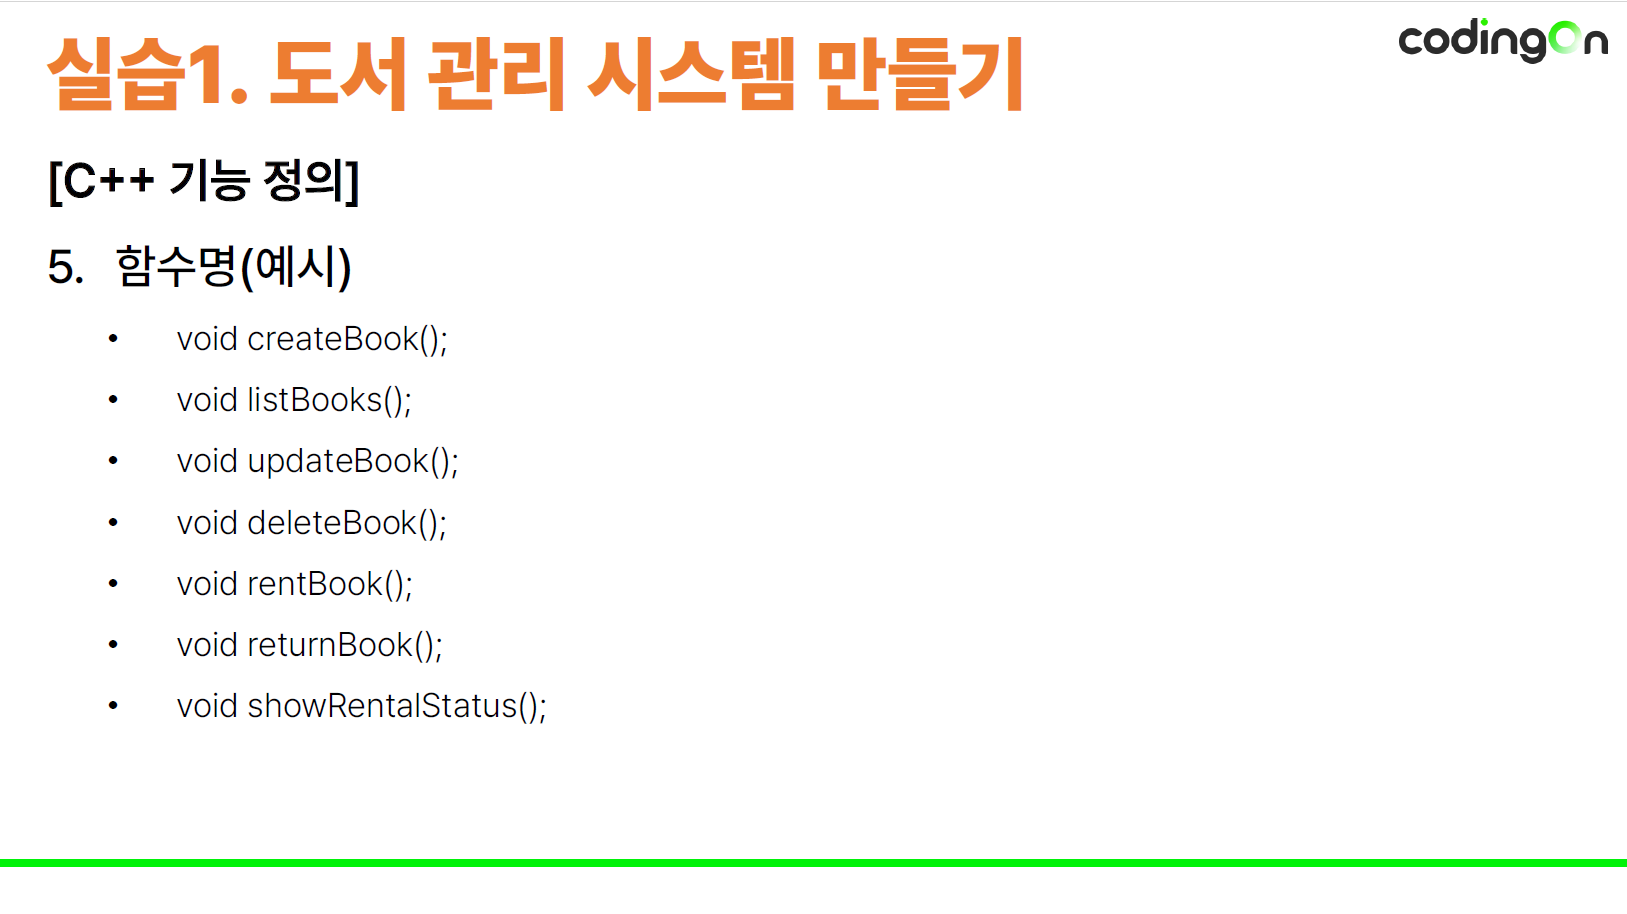 실습1. 도서 관리 시스템 만들기
codingOn
[C++ 기능 정의]
5. 함수명(예시)
• void createBook();
• void listBooks();
• void updateBook();
• void deleteBook();
• void rentBook();
• void returnBook();
• void showRentalStatus();